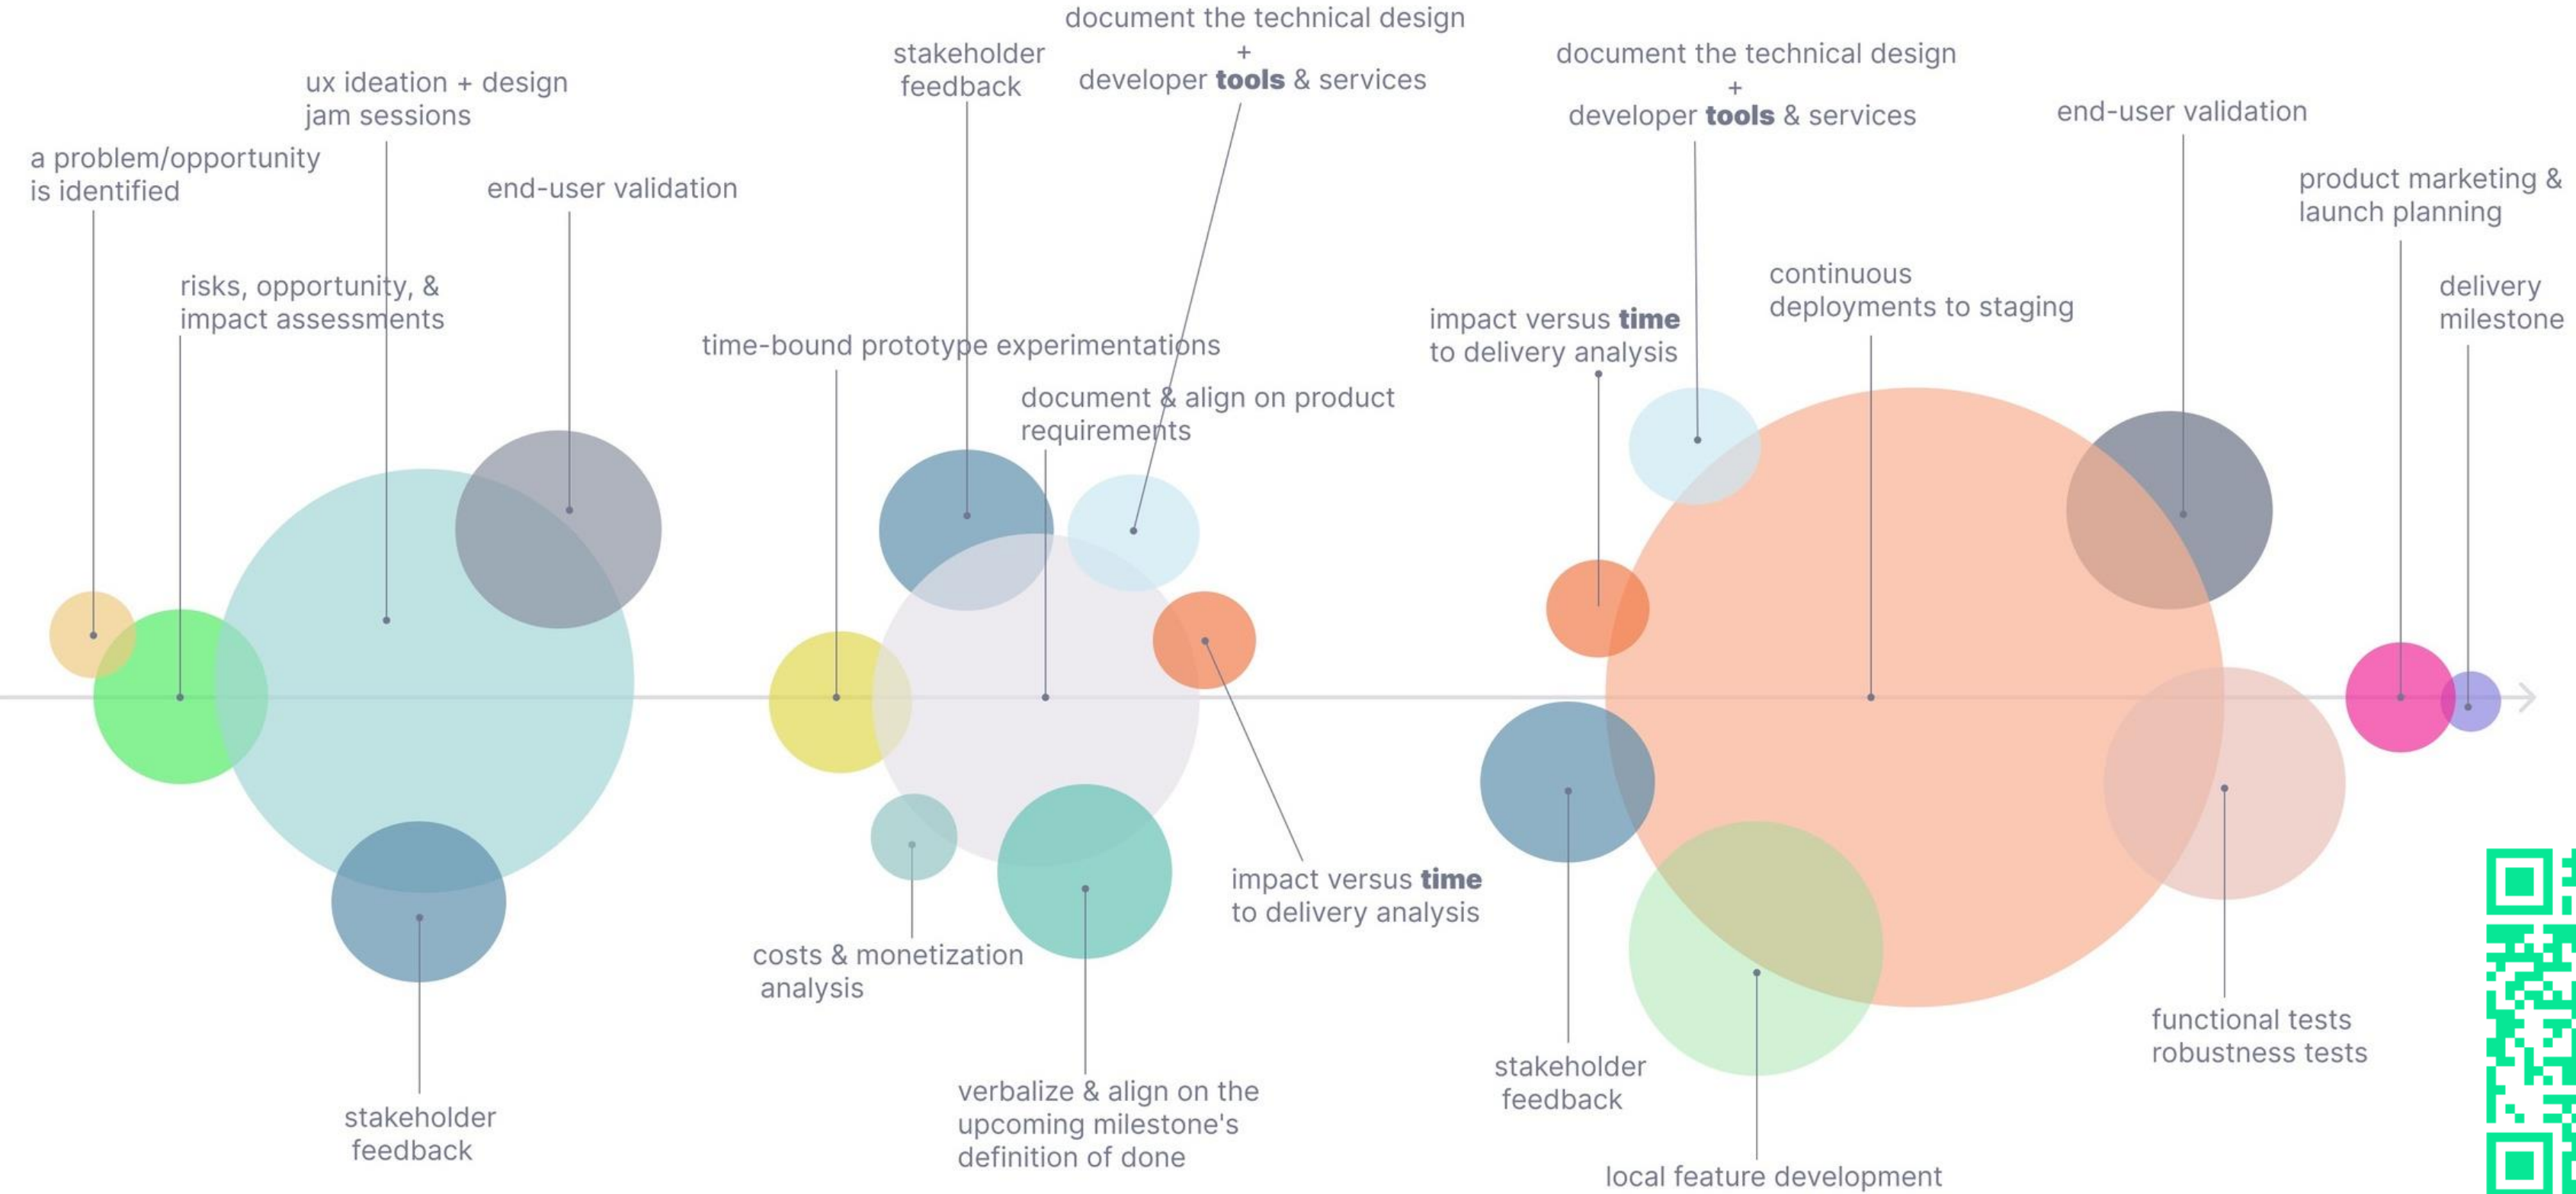 a problem/opportunity
is identified
risks, opportunity, &
impact assessments
ux ideation + design
jam sessions
end-user validation
stakeholder
feedback
time-bound prototype experimentations
stakeholder
feedback
document the technical design
+
developer tools & services
document & align on product
requirements
impact versus time
to delivery analysis
costs & monetization
analysis
verbalize & align on the
upcoming milestone's
definition of done
impact versus time
to delivery analysis
document the technical design
+
developer tools & services
continuous
deployments to staging
end-user validation
stakeholder
feedback
local feature development
functional tests
robustness tests
product marketing &
launch planning
delivery
milestone